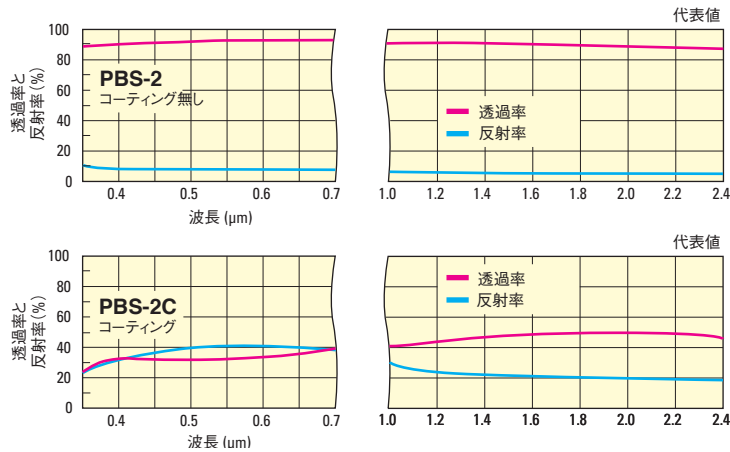 代表値
透過率と
反射率(%)
100
80
60
40
20
0
PBS-2
コーティング無し
透過率
反射率
0.4
0.5
0.6
0.7
1.0
1.2
1.4
1.6
1.8
2.0
2.2
2.4
波長 (µm)
代表値
透過率と
反射率(%)
100
80
60
40
20
0
PBS-2C
コーティング
透過率
反射率
0.4
0.5
0.6
0.7
1.0
1.2
1.4
1.6
1.8
2.0
2.2
2.4
波長 (µm)